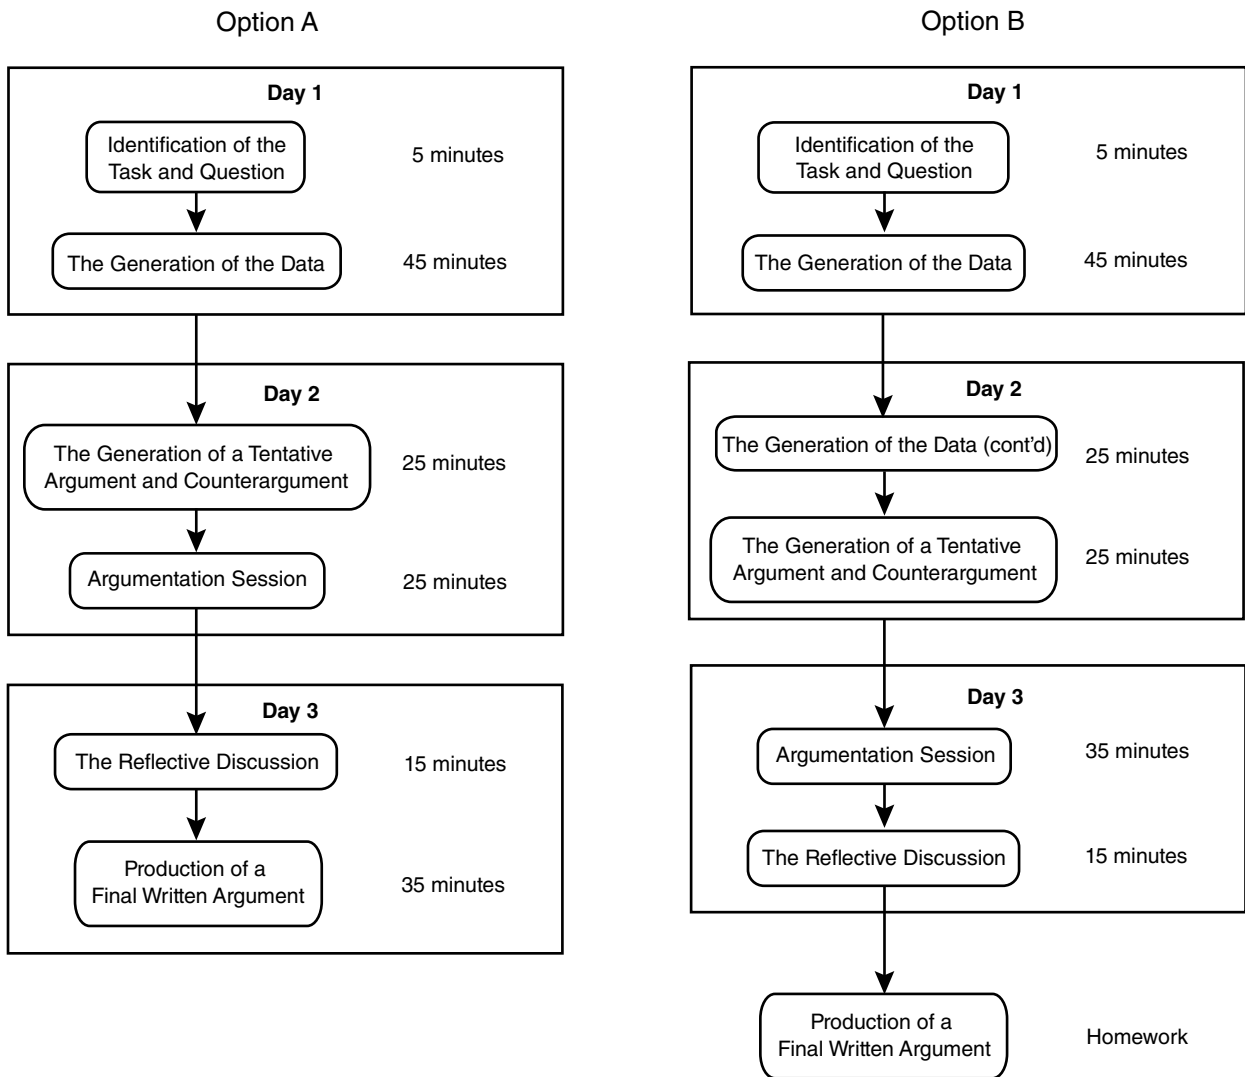 Option A
Day 1
Identification of the
Task and Question
5 minutes
The Generation of the Data
45 minutes
Day 2
The Generation of a Tentative
Argument and Counterargument
25 minutes
Argumentation Session
25 minutes
Day 3
The Reflective Discussion
15 minutes
Production of a
Final Written Argument
35 minutes
Option B
Day 1
Identification of the
Task and Question
5 minutes
The Generation of the Data
45 minutes
Day 2
The Generation of the Data (cont'd)
25 minutes
The Generation of a Tentative
Argument and Counterargument
25 minutes
Day 3
Argumentation Session
35 minutes
The Reflective Discussion
15 minutes
Production of a
Final Written Argument
Homework